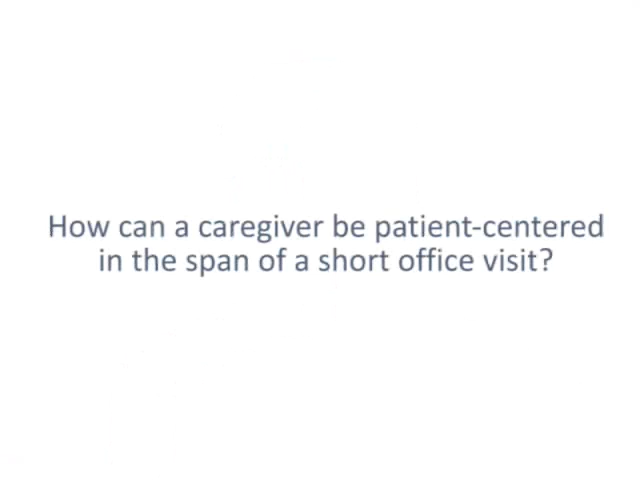 How can a caregiver be patient-centered
in the span of a short office visit?